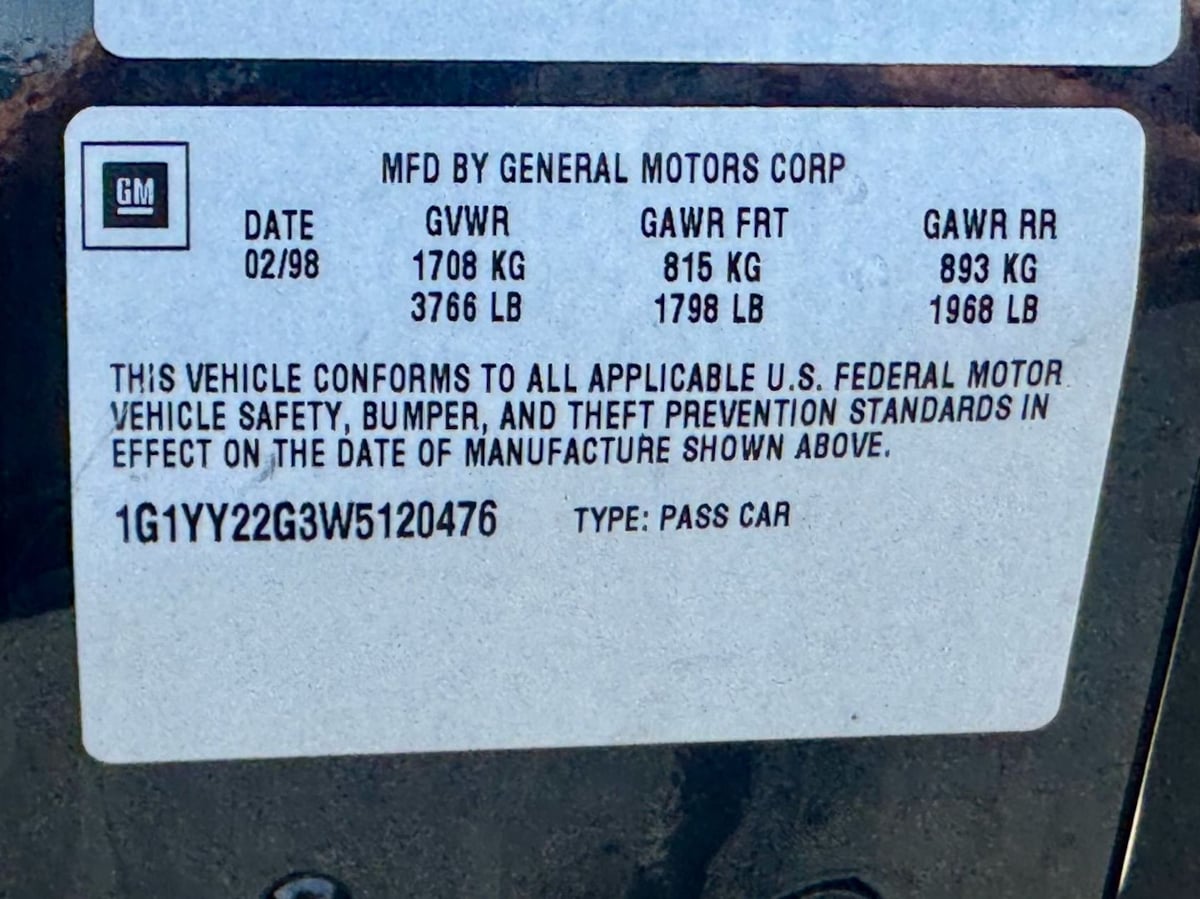 GM
MFD BY GENERAL MOTORS CORP
DATE GVWR GAWR FRT GAWR RR
02/98 1708 KG 815 KG 893 KG
3766 LB 1798 LB 1968 LB
THIS VEHICLE CONFORMS TO ALL APPLICABLE U.S. FEDERAL MOTOR
VEHICLE SAFETY, BUMPER, AND THEFT PREVENTION STANDARDS IN
EFFECT ON THE DATE OF MANUFACTURE SHOWN ABOVE.
1G1YY22G3W5120476 TYPE: PASS CAR